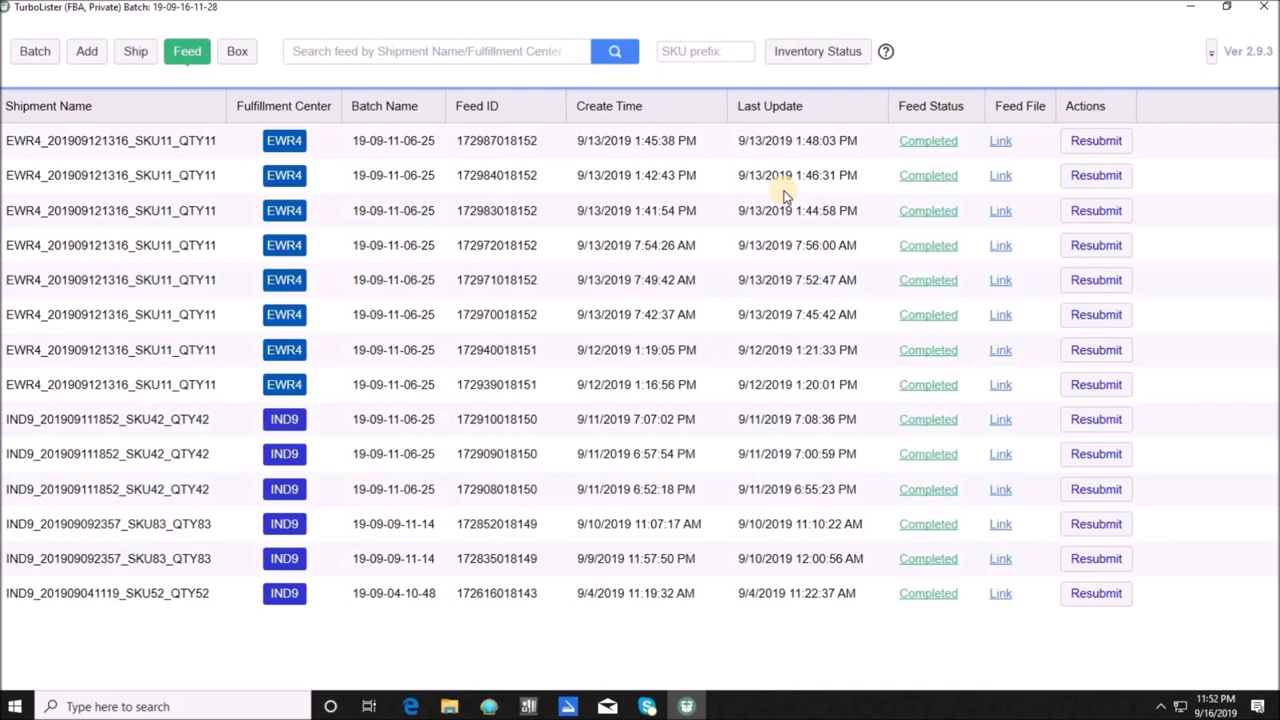 TurboLister (FBA, Private) Batch: 19-09-16-11-28
Batch Add Ship Feed Box Search feed by Shipment Name/Fulfillment Center SKU prefix Inventory Status ? Ver 2.9.3
Shipment Name Fulfillment Center Batch Name Feed ID Create Time Last Update Feed Status Feed File Actions
EWR4_201909121316_SKU11_QTY11 EWR4 19-09-11-06-25 172987018152 9/13/2019 1:45:38 PM 9/13/2019 1:48:03 PM Completed Link Resubmit
EWR4_201909121316_SKU11_QTY11 EWR4 19-09-11-06-25 172984018152 9/13/2019 1:42:43 PM 9/13/2019 1:46:31 PM Completed Link Resubmit
EWR4_201909121316_SKU11_QTY11 EWR4 19-09-11-06-25 172983018152 9/13/2019 1:41:54 PM 9/13/2019 1:44:58 PM Completed Link Resubmit
EWR4_201909121316_SKU11_QTY11 EWR4 19-09-11-06-25 172972018152 9/13/2019 7:54:26 AM 9/13/2019 7:56:00 AM Completed Link Resubmit
EWR4_201909121316_SKU11_QTY11 EWR4 19-09-11-06-25 172971018152 9/13/2019 7:49:42 AM 9/13/2019 7:52:47 AM Completed Link Resubmit
EWR4_201909121316_SKU11_QTY11 EWR4 19-09-11-06-25 172970018152 9/13/2019 7:42:37 AM 9/13/2019 7:45:42 AM Completed Link Resubmit
EWR4_201909121316_SKU11_QTY11 EWR4 19-09-11-06-25 172940018151 9/12/2019 1:19:05 PM 9/12/2019 1:21:33 PM Completed Link Resubmit
EWR4_201909121316_SKU11_QTY11 EWR4 19-09-11-06-25 172939018151 9/12/2019 1:16:56 PM 9/12/2019 1:20:01 PM Completed Link Resubmit
IND9_201909111852_SKU42_QTY42 IND9 19-09-11-06-25 172910018150 9/11/2019 7:07:02 PM 9/11/2019 7:08:36 PM Completed Link Resubmit
IND9_201909111852_SKU42_QTY42 IND9 19-09-11-06-25 172909018150 9/11/2019 6:57:54 PM 9/11/2019 7:00:59 PM Completed Link Resubmit
IND9_201909111852_SKU42_QTY42 IND9 19-09-11-06-25 172908018150 9/11/2019 6:52:18 PM 9/11/2019 6:55:23 PM Completed Link Resubmit
IND9_201909092357_SKU83_QTY83 IND9 19-09-09-11-14 172852018149 9/10/2019 11:07:17 AM 9/10/2019 11:10:22 AM Completed Link Resubmit
IND9_201909092357_SKU83_QTY83 IND9 19-09-09-11-14 172835018149 9/9/2019 11:57:50 PM 9/10/2019 12:00:56 AM Completed Link Resubmit
IND9_201909041119_SKU52_QTY52 IND9 19-09-04-10-48 172616018143 9/4/2019 11:19:32 AM 9/4/2019 11:22:37 AM Completed Link Resubmit
Type here to search 11:52 PM
9/16/2019